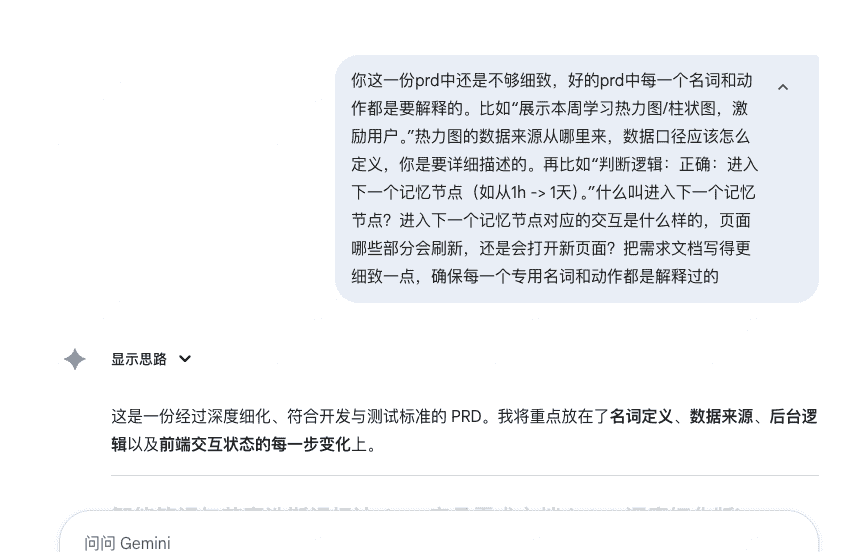 你这一份prd中还是不够细致，好的prd中每一个名词和动
作都是要解释的。比如“展示本周学习热力图/柱状图，激
励用户。”热力图的数据来源从哪里来，数据口径应该怎么
定义，你是要详细描述的。再比如“判断逻辑：正确：进入
下一个记忆节点（如从1h -> 1天）。”什么叫进入下一个记忆
节点？进入下一个记忆节点对应的交互是什么样的，页面
哪些部分会刷新，还是会打开新页面？把需求文档写得更
细致一点，确保每一个专用名词和动作都是解释过的
显示思路
这是一份经过深度细化、符合开发与测试标准的 PRD。我将重点放在了名词定义、数据来源、后台逻
辑以及前端交互状态的每一步变化上。
问问 Gemini